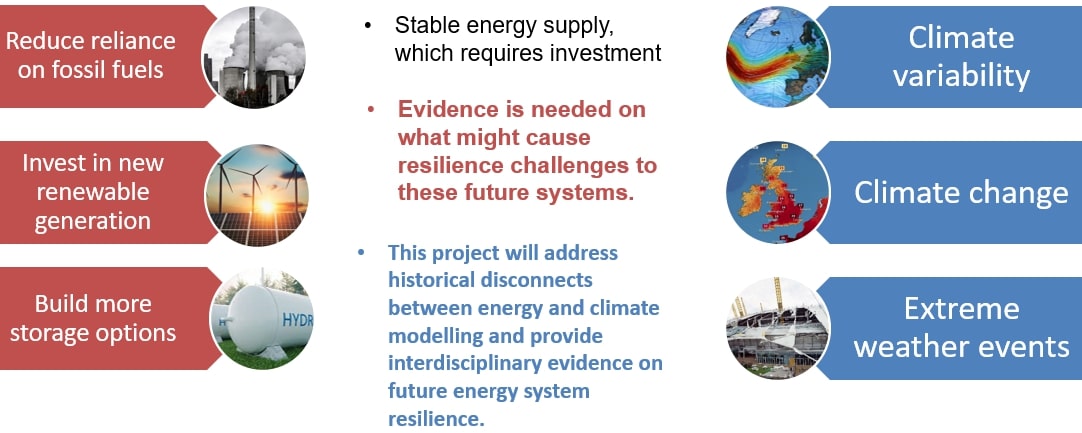 Reduce reliance
on fossil fuels
Invest in new
renewable
generation
Build more
storage options
HYDR
• Stable energy supply,
which requires investment
• Evidence is needed on
what might cause
resilience challenges to
these future systems.
• This project will address
historical disconnects
between energy and climate
modelling and provide
interdisciplinary evidence on
future energy system
resilience.
Climate
variability
Climate change
Extreme
weather events